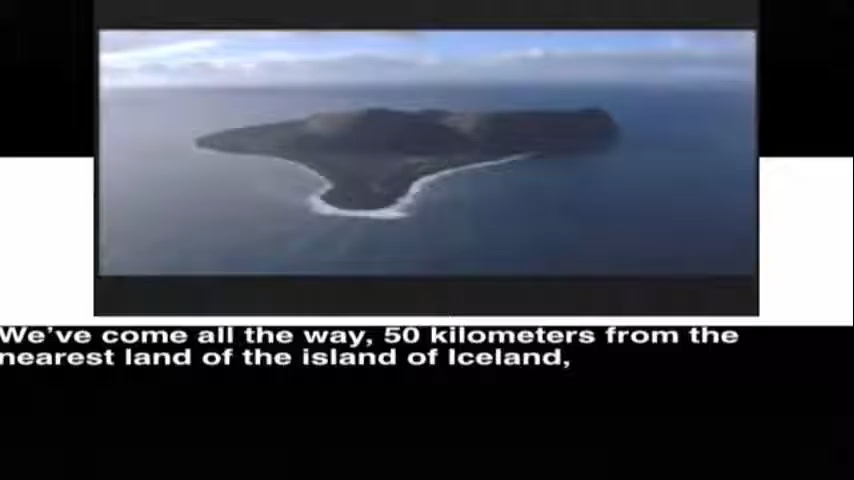 We've come all the way, 50 kilometers from the
nearest land of the island of Iceland,